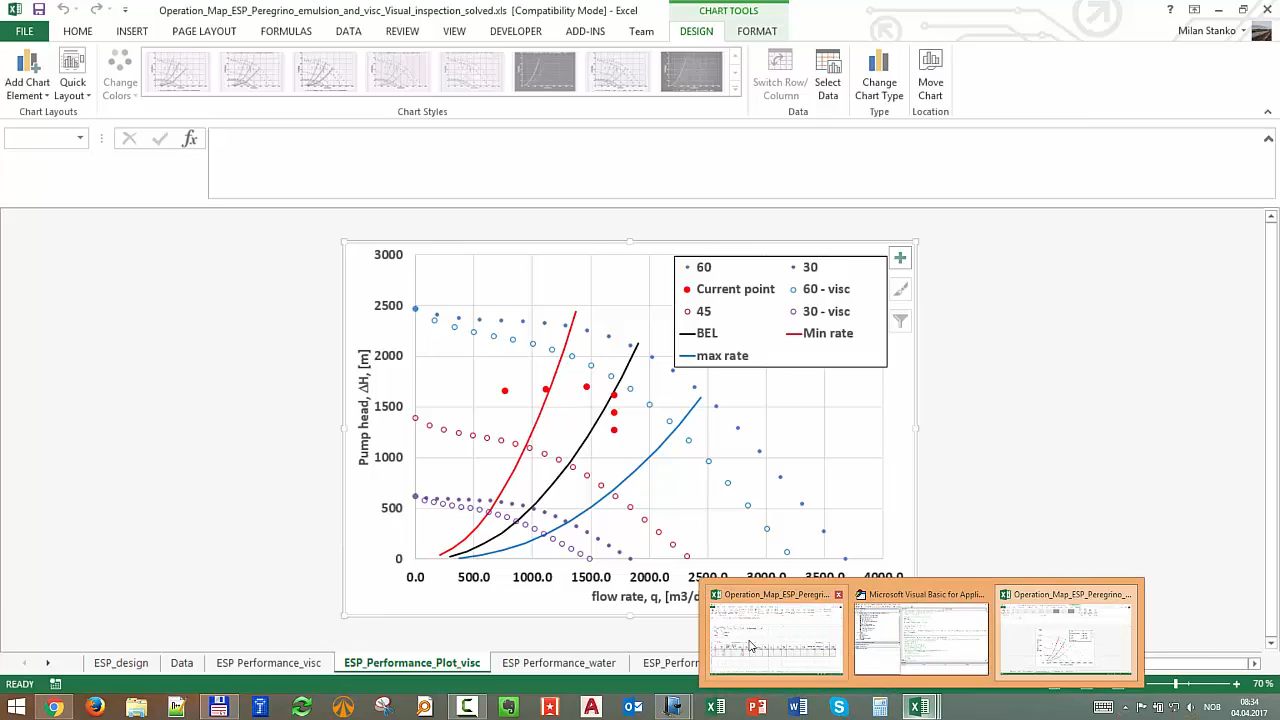 Operation_Map_ESP_Peregrino_emulsion_and_visc_Visual_inspection_solved.xls [Compatibility Mode] - Excel
CHART TOOLS
?
FILE HOME INSERT PAGE LAYOUT FORMULAS DATA REVIEW VIEW DEVELOPER ADD-INS Team DESIGN FORMAT Milan Stanko
Add Chart Element
Quick Layout
Change Colors
Switch Row/ Column
Select Data
Change Chart Type
Move Chart
Chart Layouts Chart Styles Data Type Location
fx
3000
2500
2000
1500
1000
500
0
Pump head, ΔH, [m]
60 30
Current point 60 - visc
45 30 - visc
BEL Min rate
max rate
0.0 500.0 1000.0 1500.0 2000.0 2500.0 3000.0 3500.0 4000.0
flow rate, q, [m3/d
Operation_Map_ESP_Peregri... Microsoft Visual Basic for Appli... Operation_Map_ESP_Peregrino_...
ESP_design Data ESP Performance_visc ESP_Performance_Plot_visc ESP Performance_water ESP_Perfor
READY 70 %
NOB 08:34
04.04.2017